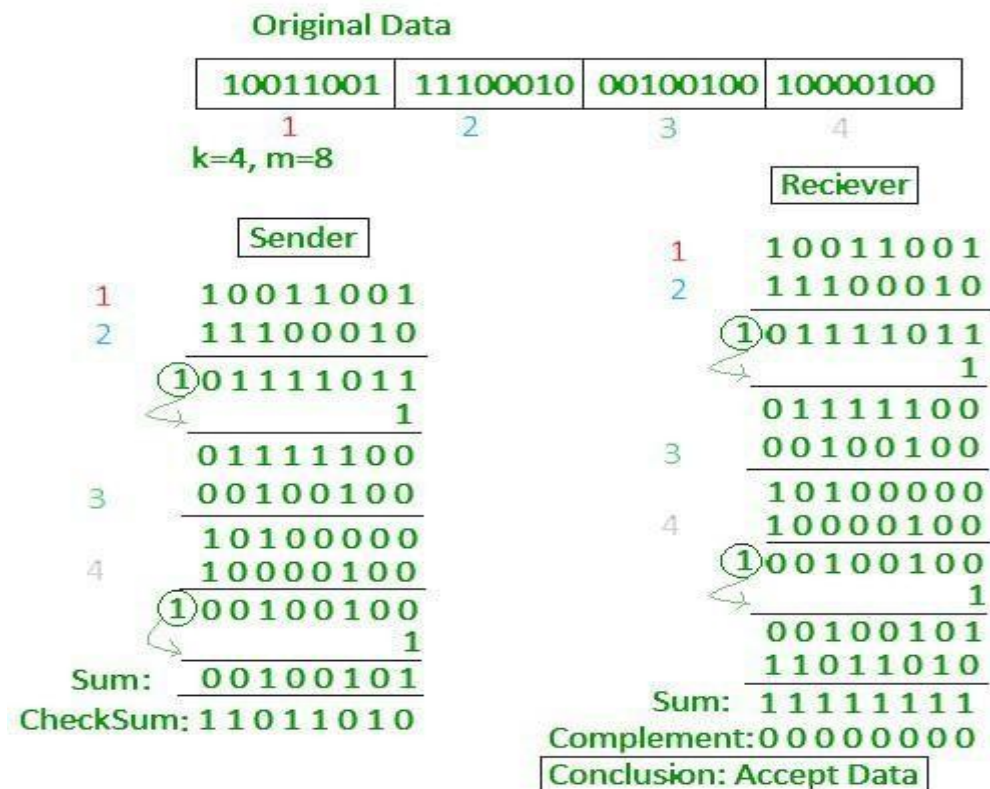 Original Data
10011001 11100010 00100100 10000100
1 2 3 4
k=4, m=8
Sender
1 10011001
2 11100010
1 01111011
1
01111100
3 00100100
10100000
4 10000100
1 00100100
1
Sum: 00100101
CheckSum: 11011010
Reciever
1 10011001
2 11100010
1 01111011
1
01111100
3 00100100
10100000
4 10000100
1 00100100
1
00100101
11011010
Sum: 11111111
Complement: 00000000
Conclusion: Accept Data